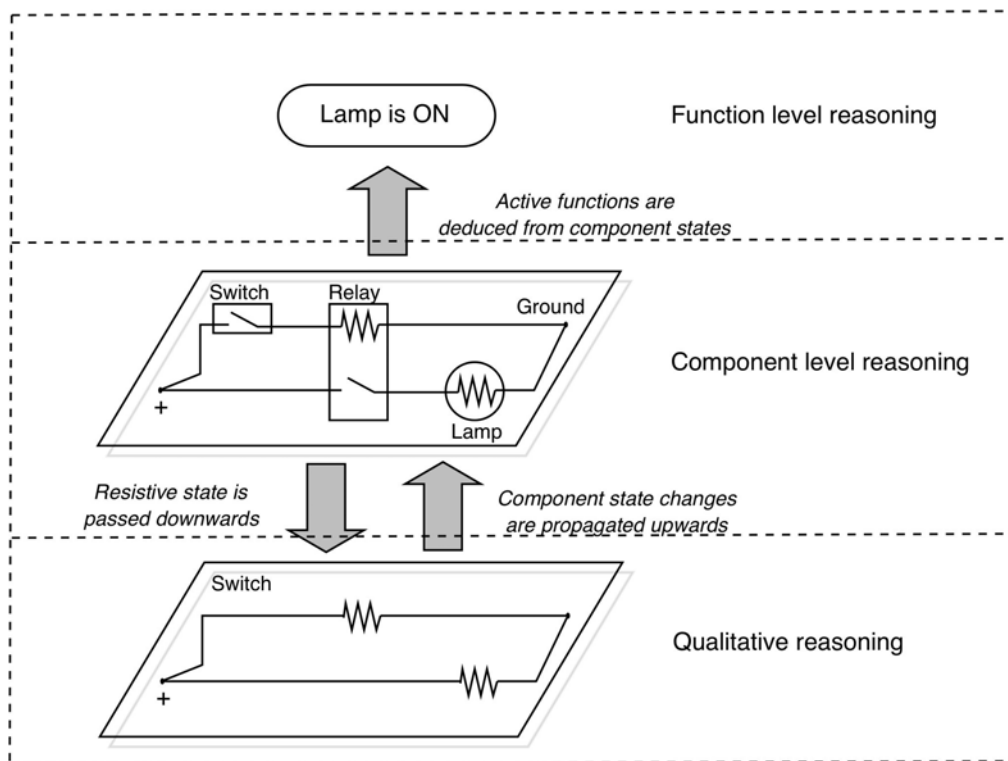 Lamp is ON
Function level reasoning
Active functions are
deduced from component states
Switch
Relay
Ground
Component level reasoning
+
Lamp
Resistive state is
passed downwards
Component state changes
are propagated upwards
Switch
Qualitative reasoning
+